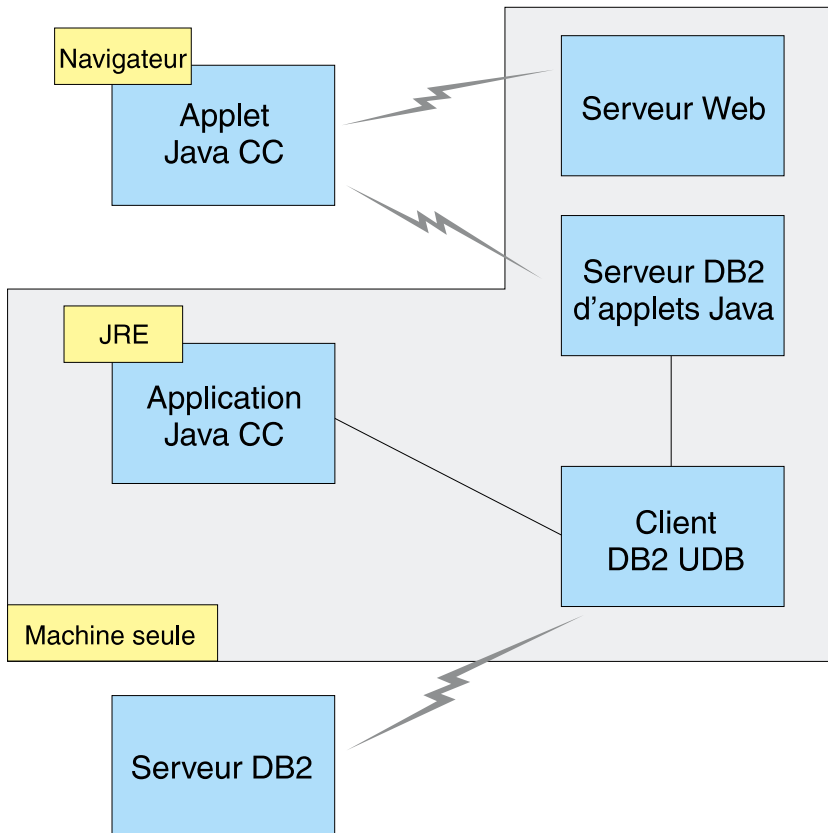 Navigateur
Applet
Java CC
Serveur Web
Serveur DB2
d’applets Java
JRE
Application
Java CC
Client
DB2 UDB
Machine seule
Serveur DB2